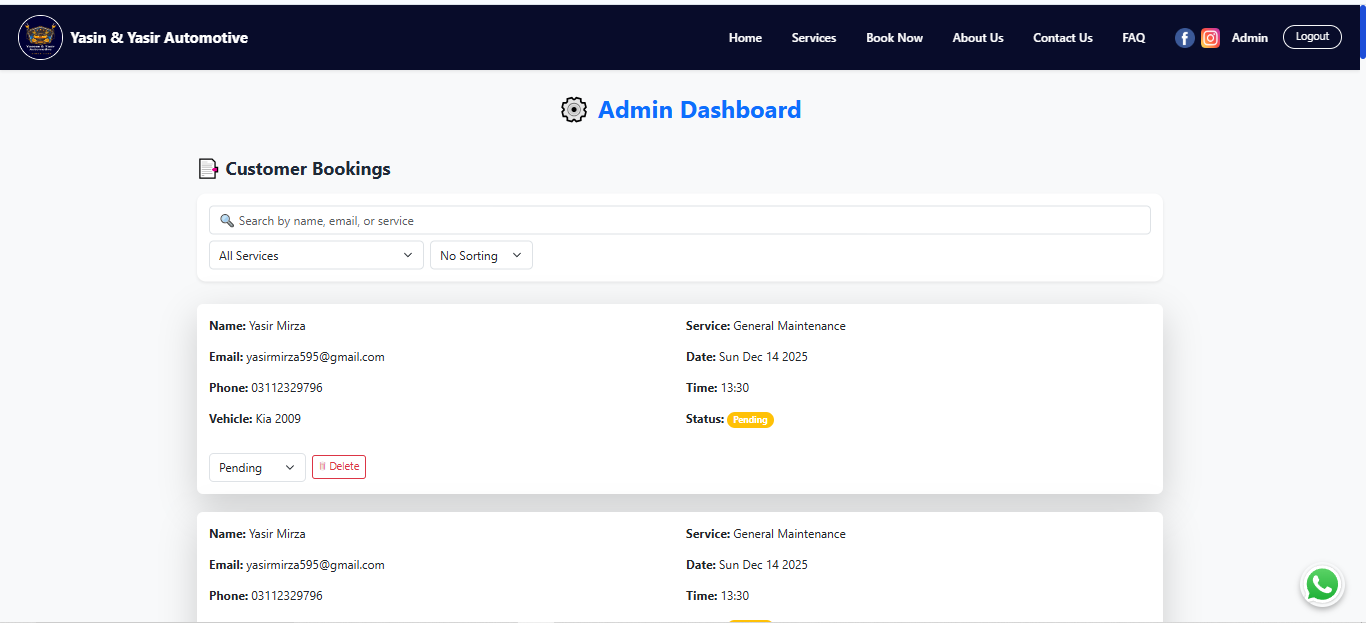 Yasin & Yasir Automotive
Home Services Book Now About Us Contact Us FAQ Admin Logout
Admin Dashboard
Customer Bookings
Search by name, email, or service
All Services No Sorting
Name: Yasir Mirza Service: General Maintenance
Email: yasirmirza595@gmail.com Date: Sun Dec 14 2025
Phone: 03112329796 Time: 13:30
Vehicle: Kia 2009 Status: Pending
Pending Delete
Name: Yasir Mirza Service: General Maintenance
Email: yasirmirza595@gmail.com Date: Sun Dec 14 2025
Phone: 03112329796 Time: 13:30